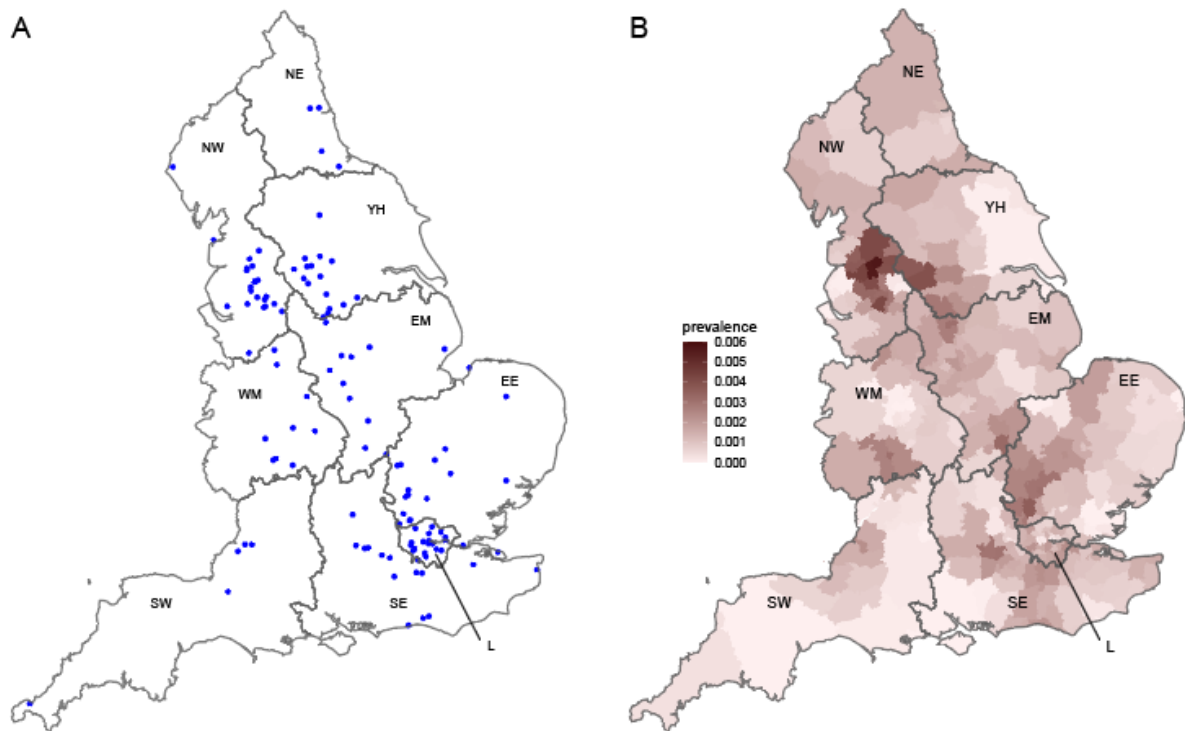 A
NE
NW
YH
EM
WM
EE
SW
SE
L
B
NE
NW
YH
EM
prevalence
0.006
0.005
0.004
0.003
0.002
0.001
0.000
WM
EE
SW
SE
L